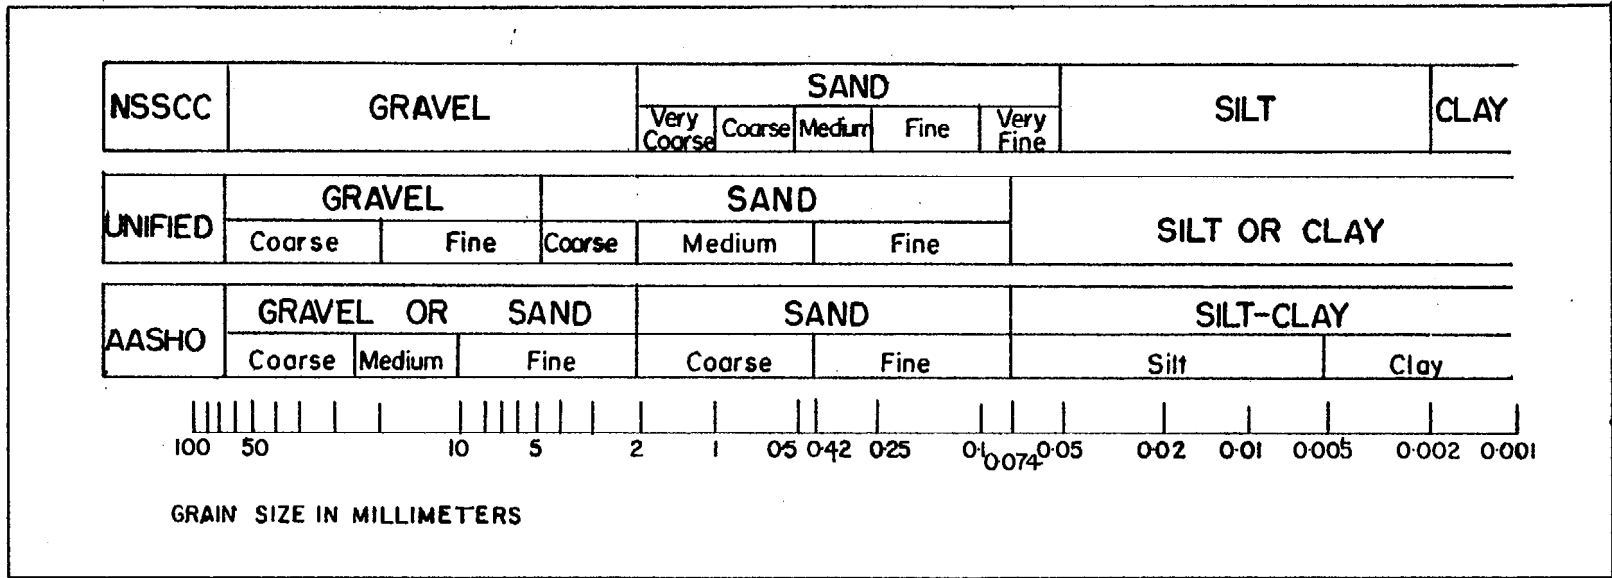 NSSCC GRAVEL SAND SILT CLAY
Very Coarse Coarse Medium Fine Very Fine
UNIFIED GRAVEL SAND SILT OR CLAY
Coarse Fine Coarse Medium Fine
AASHO GRAVEL OR SAND SAND SILT-CLAY
Coarse Medium Fine Coarse Fine Silt Clay
100 50 10 5 2 1 0·5 0·42 0·25 0·1 0·074 0·05 0·02 0·01 0·005 0·002 0·001
GRAIN SIZE IN MILLIMETERS